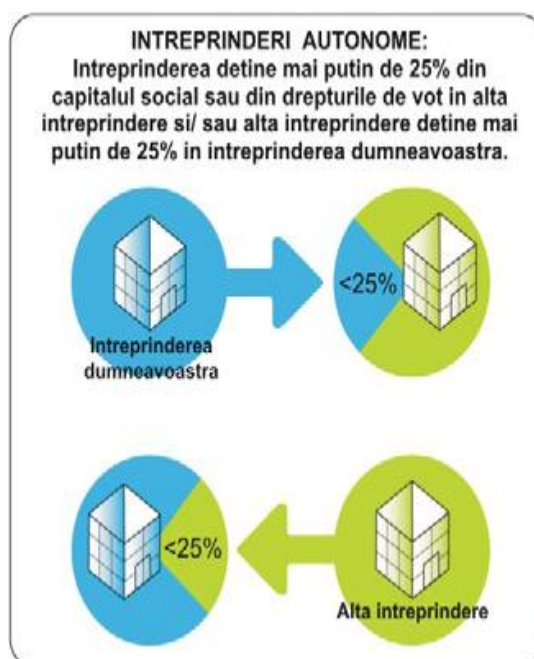 INTREPRINDERI AUTONOME:
Intreprinderea detine mai putin de 25% din
capitalul social sau din drepturile de vot in alta
intreprindere si/ sau alta intreprindere detine mai
putin de 25% in intreprinderea dumneavoastra.
<25%
Intreprinderea
dumneavoastra
<25%
Alta intreprindere